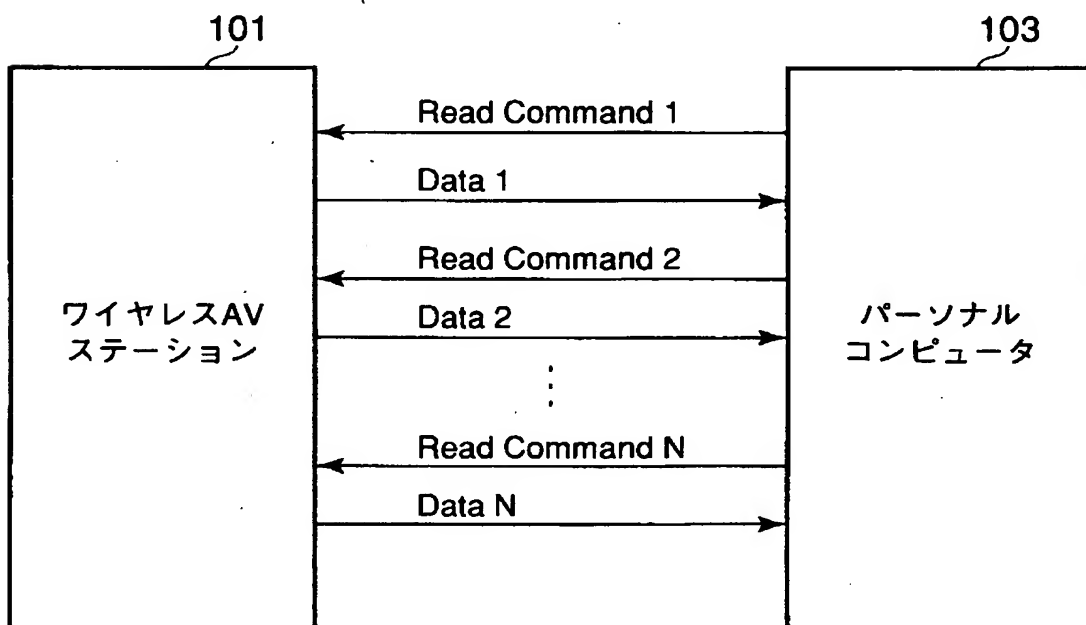 101
103
Read Command 1
Data 1
Read Command 2
Data 2
ワイヤレスAV
ステーション
パーソナル
コンピュータ
Read Command N
Data N